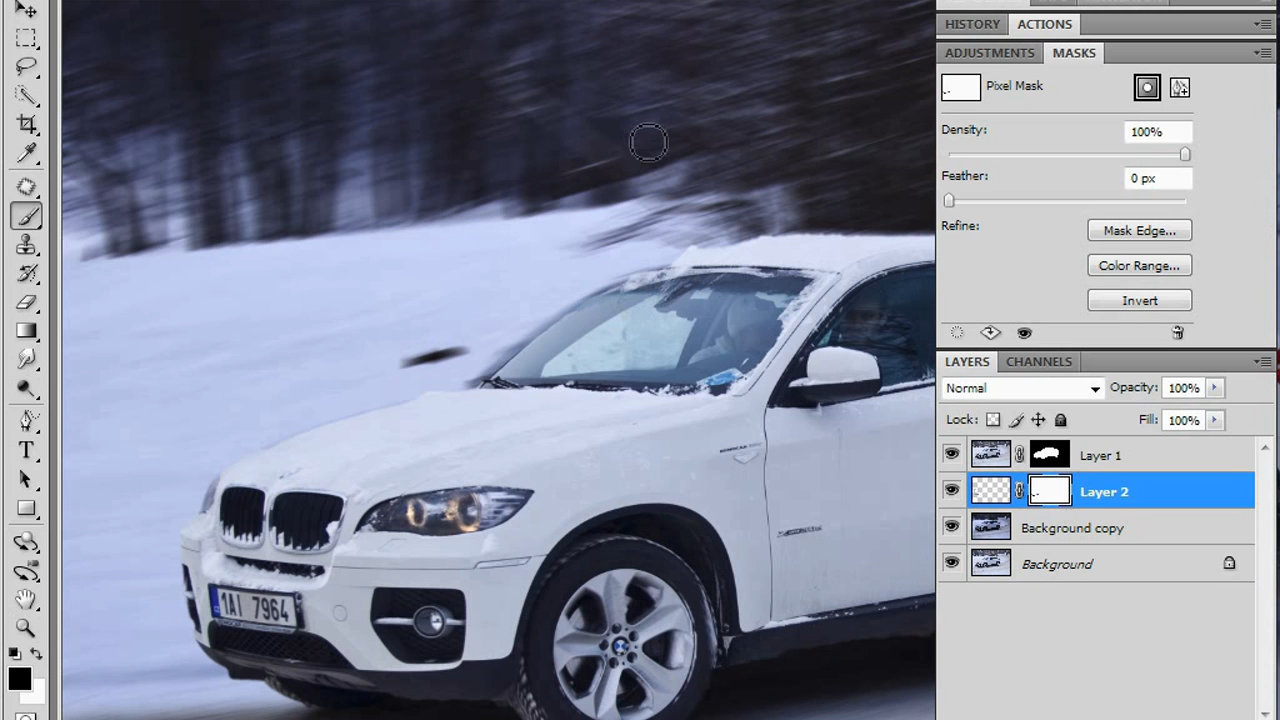 HISTORY ACTIONS
ADJUSTMENTS MASKS
Pixel Mask
Density: 100%
Feather: 0 px
Refine: Mask Edge...
Color Range...
Invert
LAYERS CHANNELS
Normal Opacity: 100%
Lock: Fill: 100%
Layer 1
Layer 2
Background copy
Background
T
1AI 7964